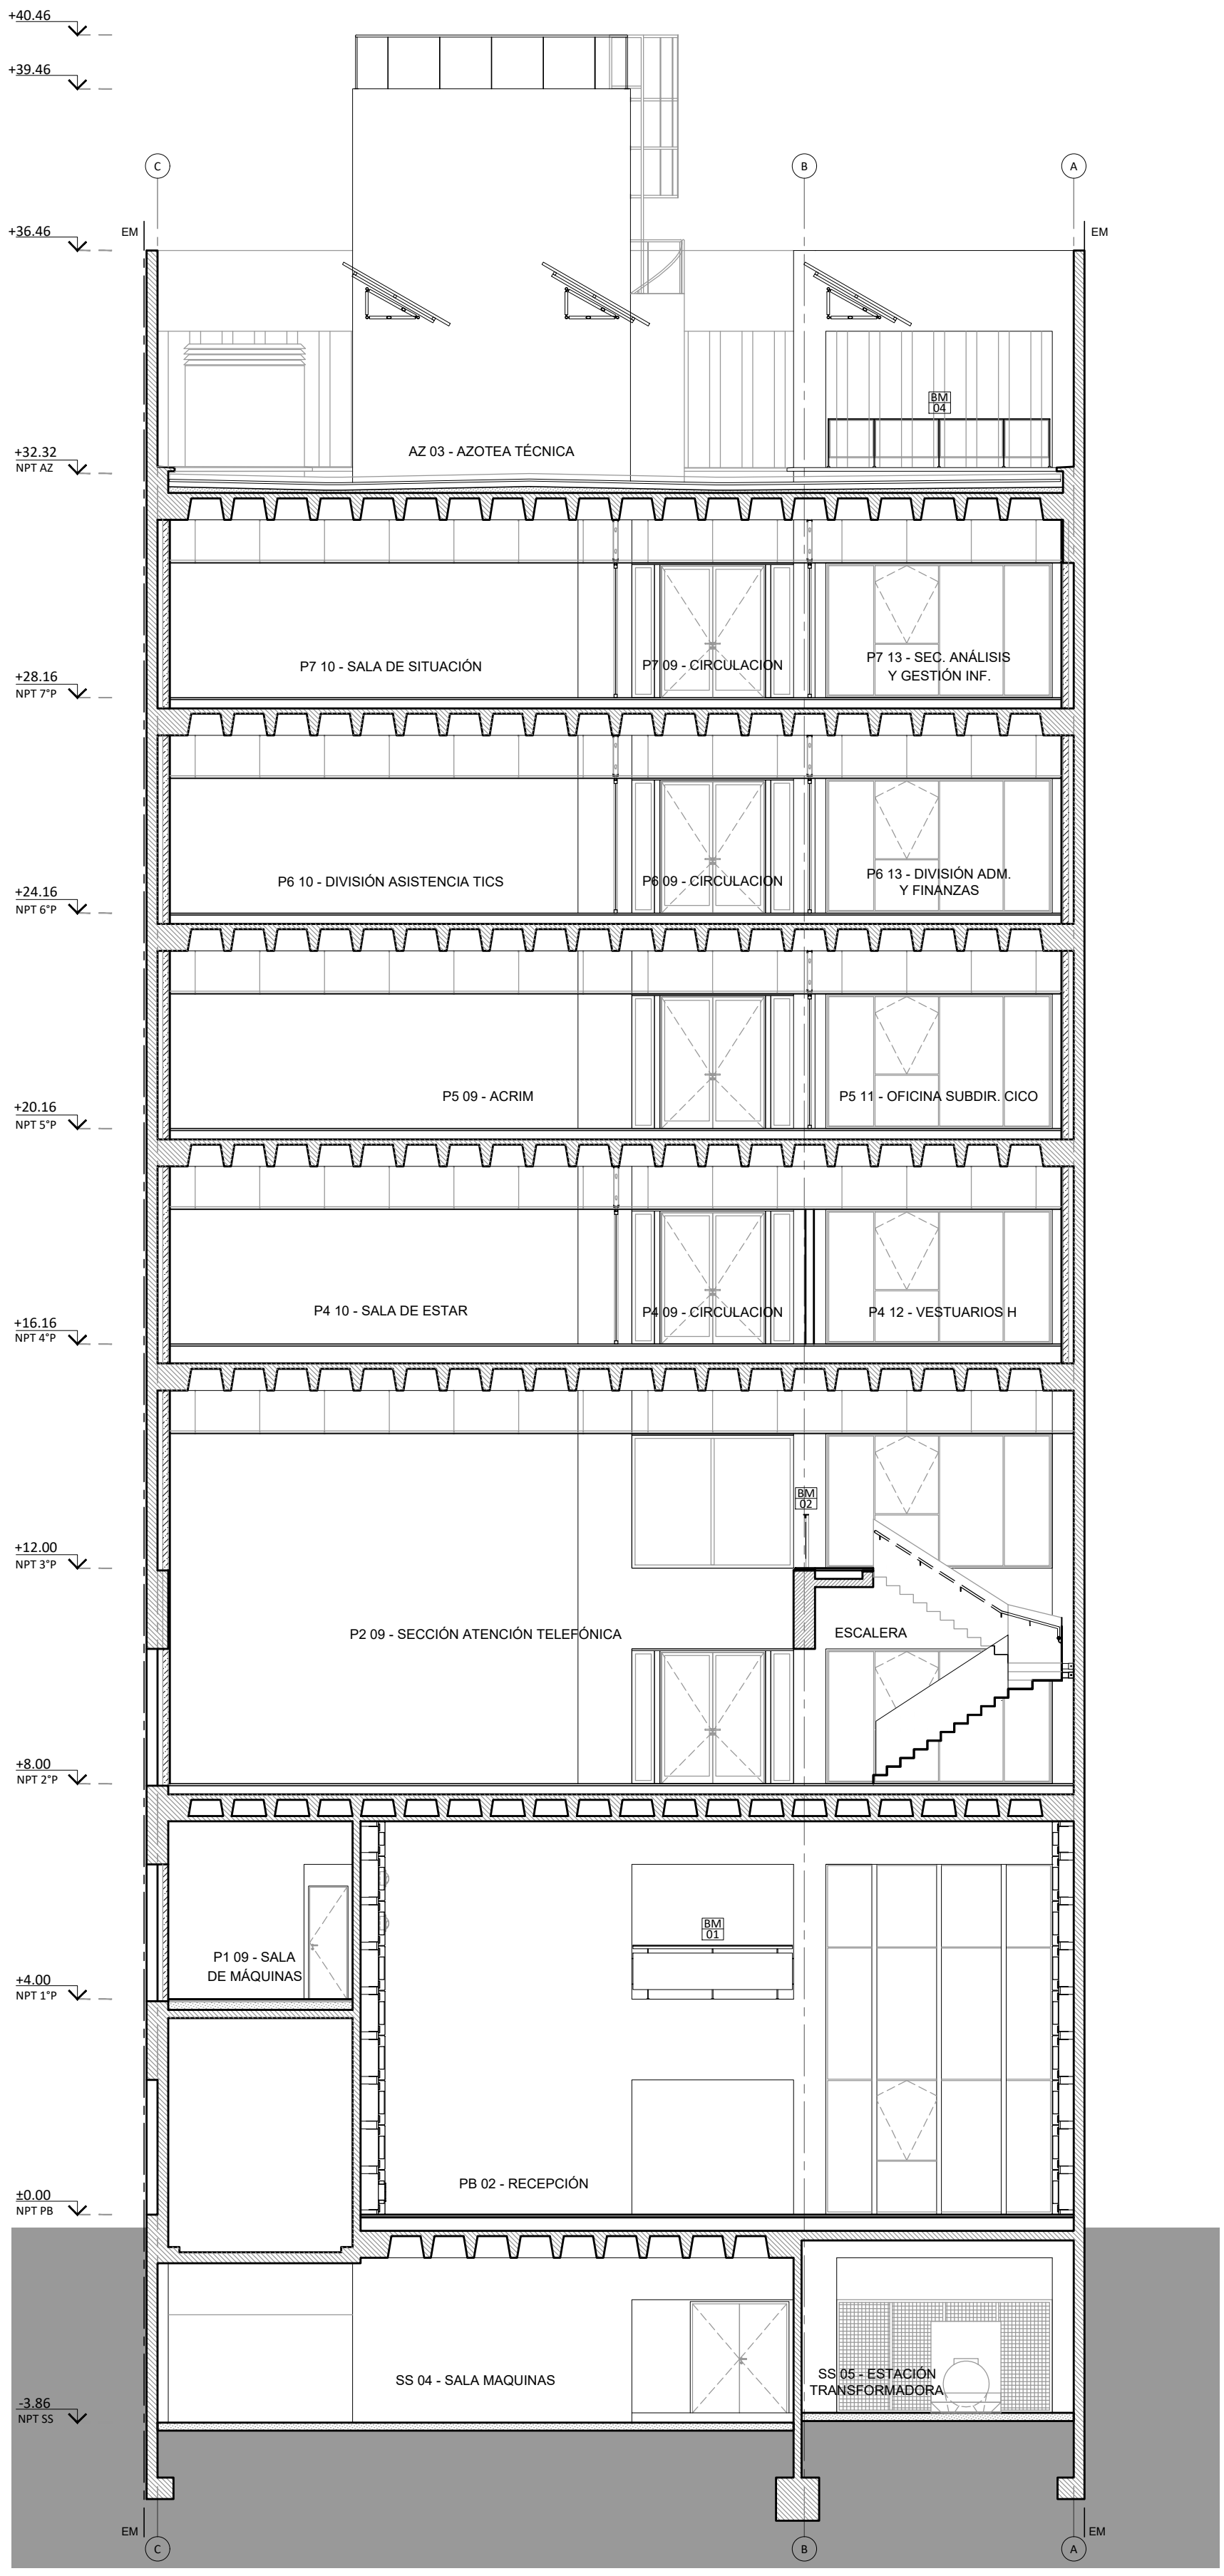 +40.46
+39.46
C
B
A
+36.46
EM
EM
BM
04
AZ 03 - AZOTEA TÉCNICA
+32.32
NPT AZ
P7 10 - SALA DE SITUACIÓN
P7 09 - CIRCULACION
P7 13 - SEC. ANÁLISIS
Y GESTIÓN INF.
+28.16
NPT 7°P
P6 10 - DIVISIÓN ASISTENCIA TICS
P6 09 - CIRCULACION
P6 13 - DIVISIÓN ADM.
Y FINANZAS
+24.16
NPT 6°P
P5 09 - ACRIM
P5 11 - OFICINA SUBDIR. CICO
+20.16
NPT 5°P
P4 10 - SALA DE ESTAR
P4 09 - CIRCULACION
P4 12 - VESTUARIOS H
+16.16
NPT 4°P
BM
02
+12.00
NPT 3°P
P2 09 - SECCIÓN ATENCIÓN TELEFÓNICA
ESCALERA
+8.00
NPT 2°P
BM
01
P1 09 - SALA
DE MÁQUINAS
+4.00
NPT 1°P
PB 02 - RECEPCIÓN
±0.00
NPT PB
SS 04 - SALA MAQUINAS
SS 05 - ESTACIÓN
TRANSFORMADORA
-3.86
NPT SS
EM
EM
C
B
A